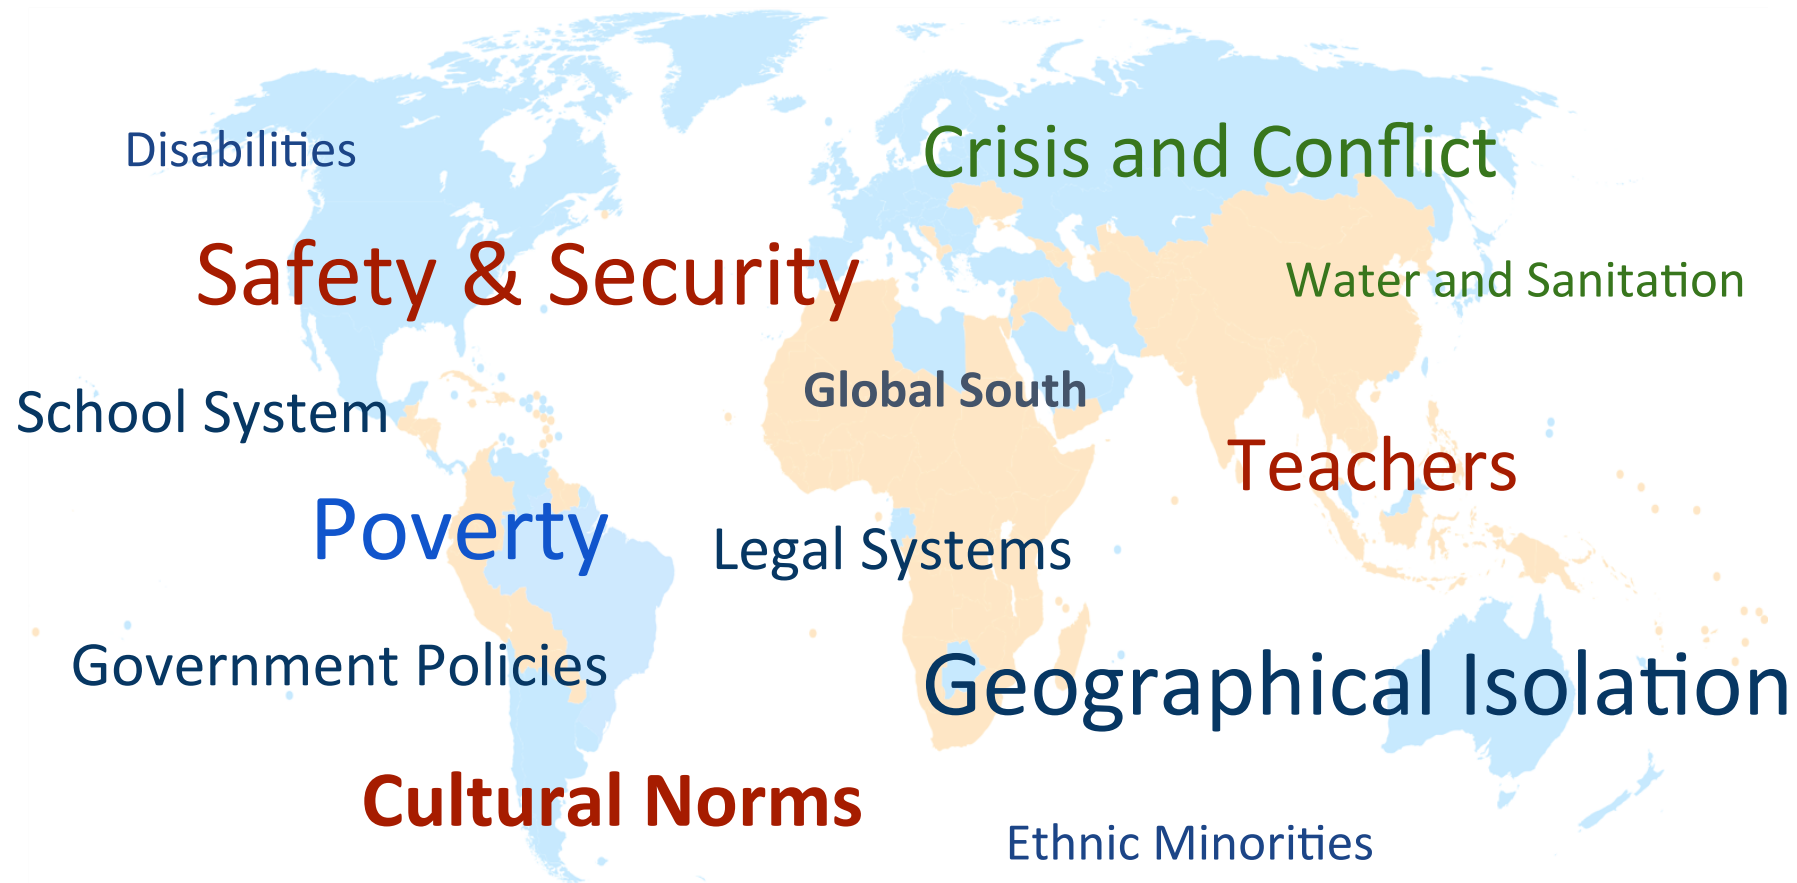 Disabilities
Crisis and Conflict
Safety & Security
Water and Sanitation
School System
Global South
Teachers
Poverty
Legal Systems
Government Policies
Geographical Isolation
Cultural Norms
Ethnic Minorities